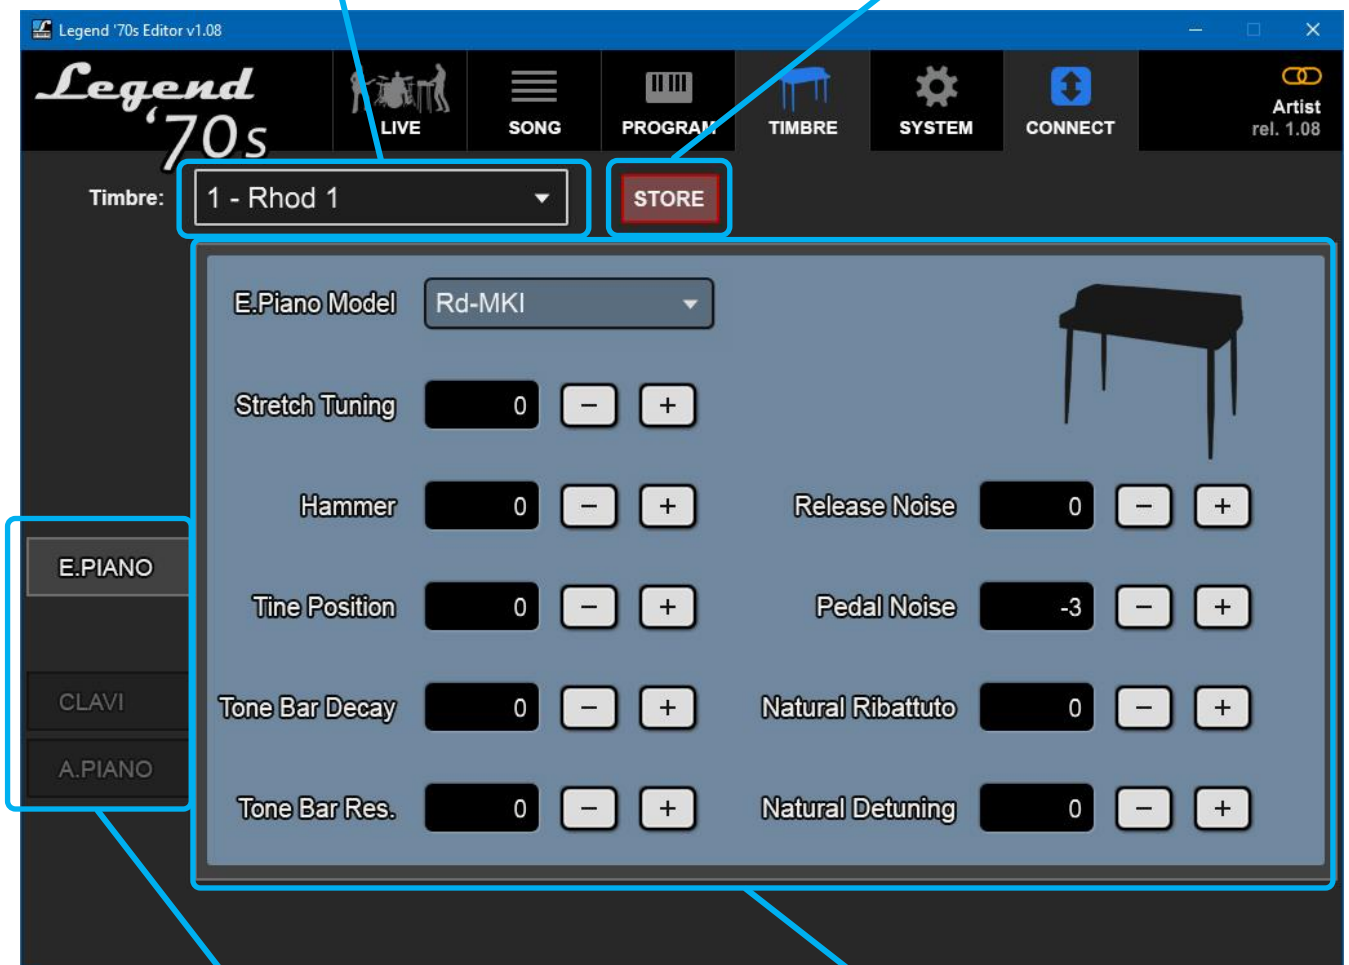 Legend '70s Editor v1.08
Legend
'70s
LIVE
SONG
PROGRAM
TIMBRE
SYSTEM
CONNECT
Artist
rel. 1.08
Timbre:
1 - Rhod 1
STORE
E.Piano Model
Rd-MKI
Stretch Tuning
0
-
+
Hammer
0
-
+
Release Noise
0
-
+
E.PIANO
Tine Position
0
-
+
Pedal Noise
-3
-
+
CLAVI
Tone Bar Decay
0
-
+
Natural Ribattuto
0
-
+
A.PIANO
Tone Bar Res.
0
-
+
Natural Detuning
0
-
+